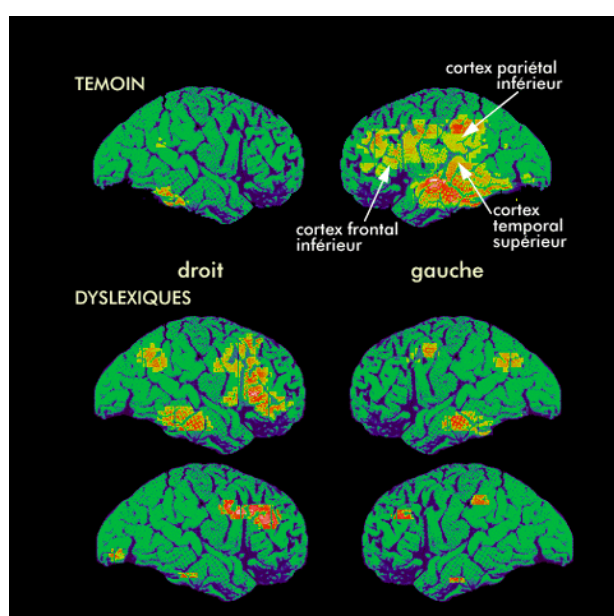 TEMOIN
cortex pariétal
inférieur
cortex frontal
inférieur
cortex
temporal
supérieur
droit
gauche
DYSLEXIQUES